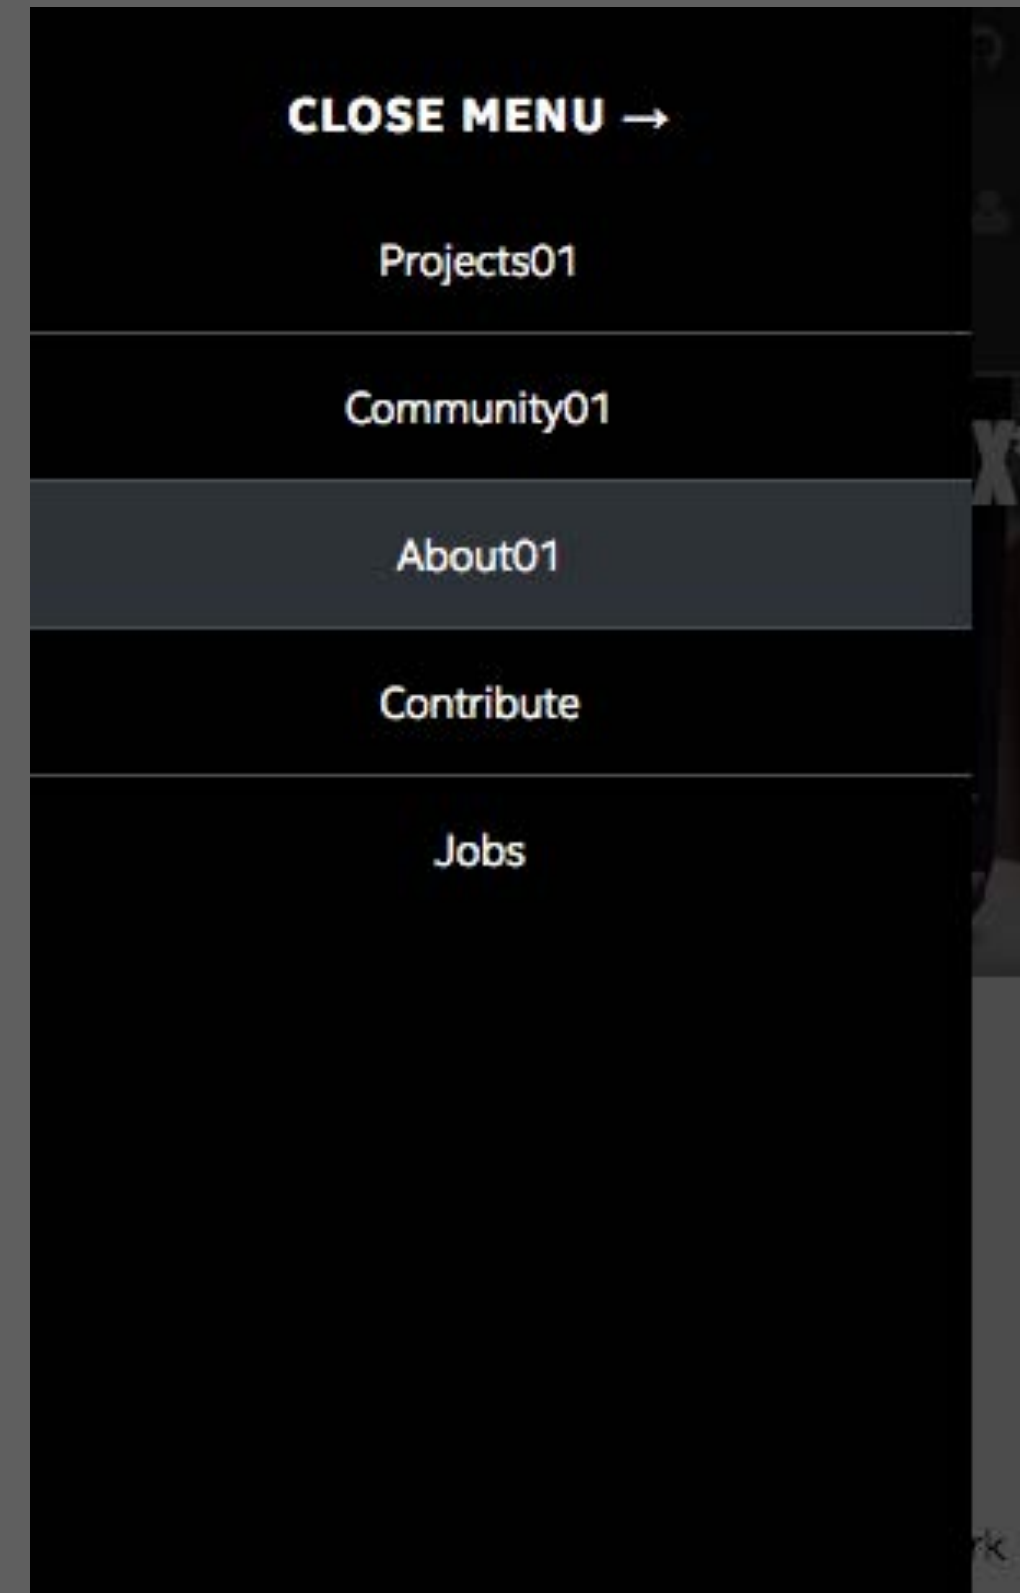 CLOSE MENU →
Projects01
Community01
About01
Contribute
Jobs